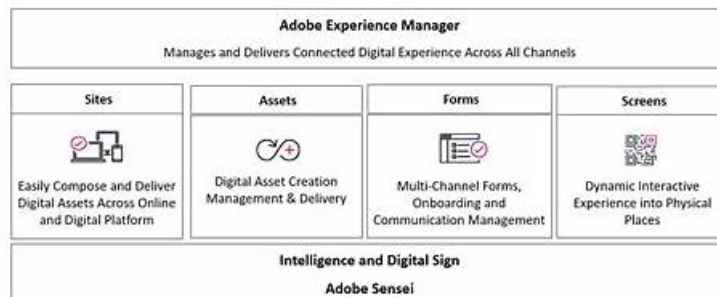 Adobe Experience Manager
Manages and Delivers Connected Digital Experience Across All Channels
Sites
Easily Compose and Deliver
Digital Assets Across Online
and Digital Platform
Assets
Digital Asset Creation
Management & Delivery
Forms
Multi-Channel Forms,
Onboarding and
Communication Management
Screens
Dynamic Interactive
Experience into Physical
Places
Intelligence and Digital Sign
Adobe Sensei